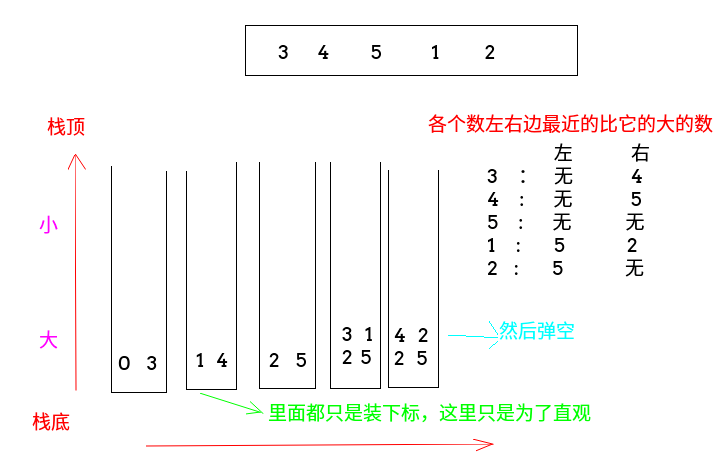 3 4 5 1 2
栈顶
各个数左右边最近的比它的大的数
左 右
3 : 无 4
4 : 无 5
5 : 无 无
1 : 5 2
2 : 5 无
小
大
0 3
1 4
2 5
3 1
2 5
4 2
2 5
然后弹空
里面都只是装下标，这里只是为了直观
栈底